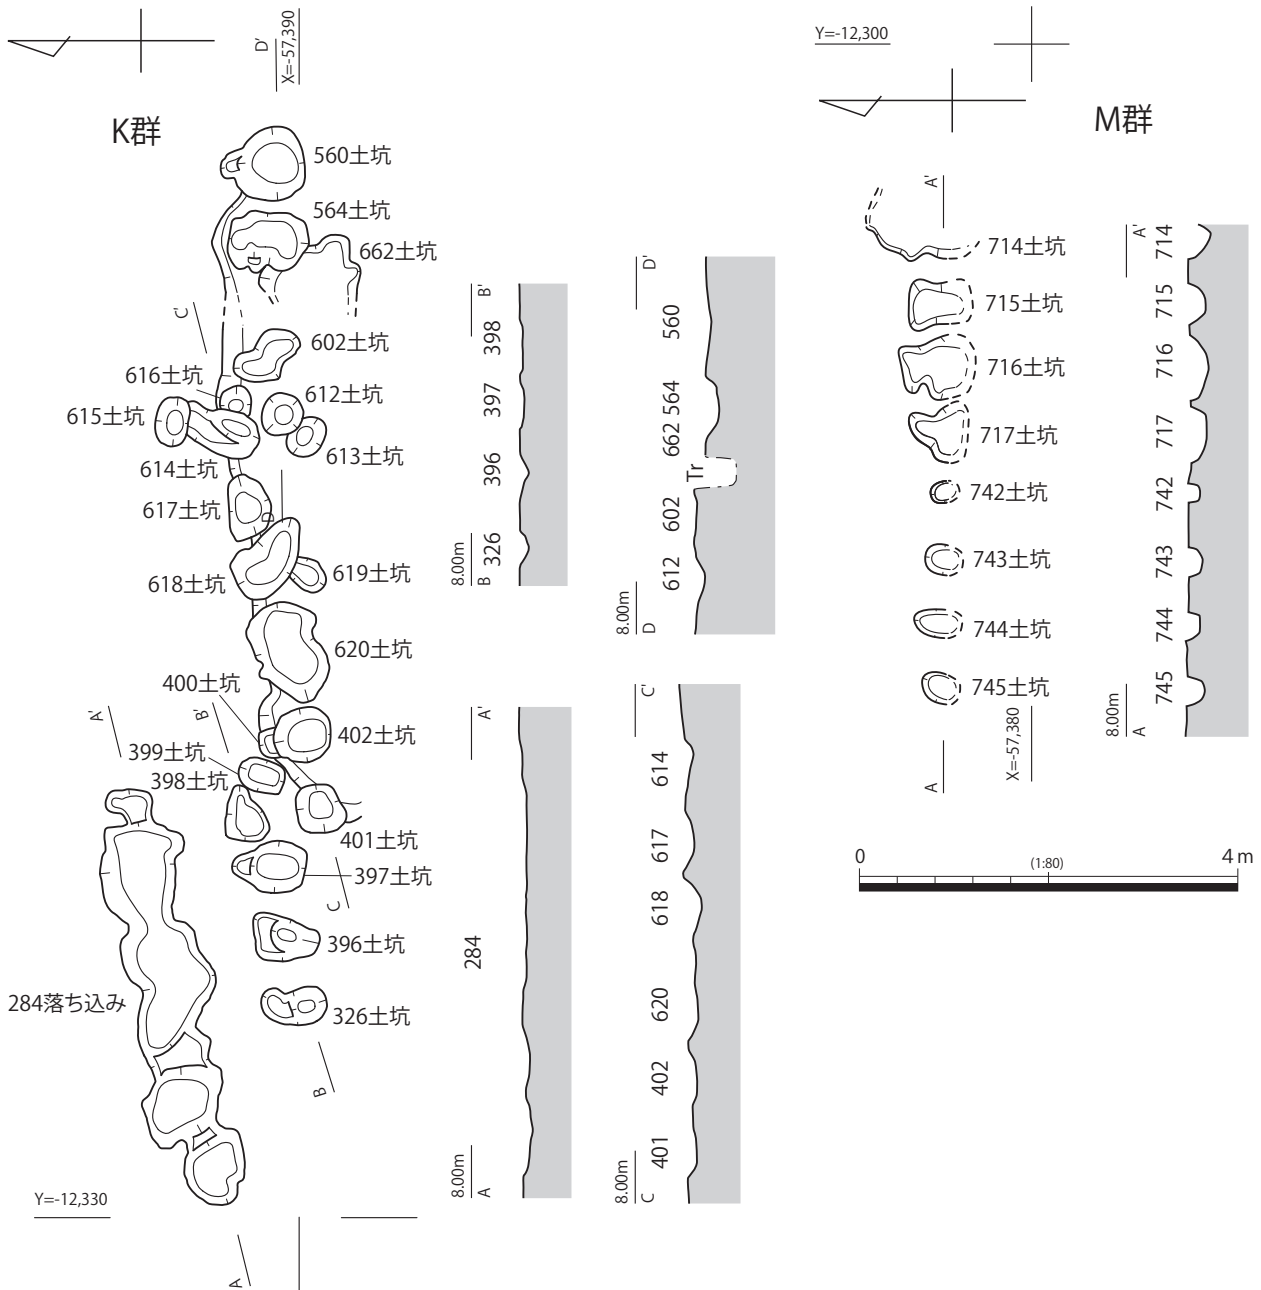 K群
D'
X=-57,390
560土坑
564土坑
662土坑
C'
602土坑
616土坑
612土坑
615土坑
613土坑
614土坑
617土坑
D
618土坑
619土坑
620土坑
400土坑
A'
B'
402土坑
399土坑
398土坑
401土坑
397土坑
C
396土坑
284落ち込み
326土坑
B
Y=-12,330
A
B'
398
397
396
326
8.00m
B
A'
284
8.00m
A
D'
560
564
662
Tr
602
612
8.00m
D
C'
614
617
618
620
402
401
8.00m
C
Y=-12,300
M群
A'
714土坑
715土坑
716土坑
717土坑
742土坑
743土坑
744土坑
745土坑
X=-57,380
A
A'
714
715
716
717
742
743
744
745
8.00m
A
0
(1:80)
4m